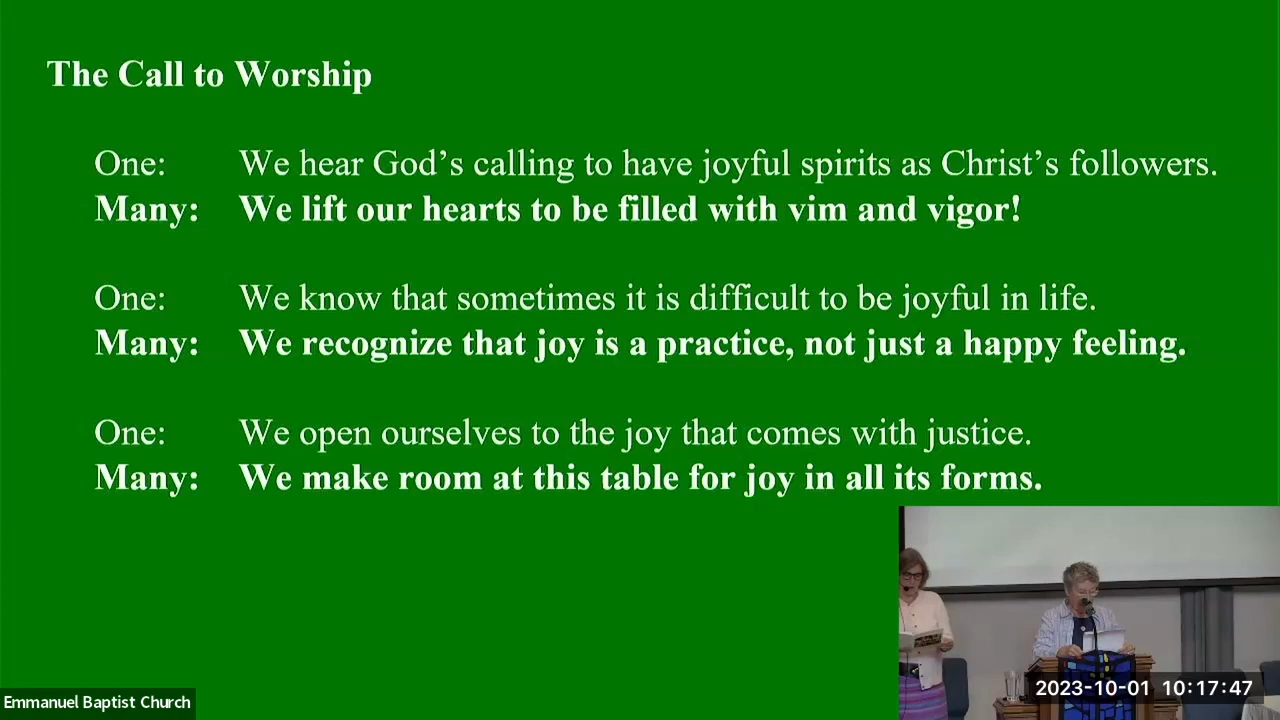 The Call to Worship
One: We hear God’s calling to have joyful spirits as Christ’s followers.
Many: We lift our hearts to be filled with vim and vigor!
One: We know that sometimes it is difficult to be joyful in life.
Many: We recognize that joy is a practice, not just a happy feeling.
One: We open ourselves to the joy that comes with justice.
Many: We make room at this table for joy in all its forms.
Emmanuel Baptist Church
2023-10-01 10:17:47